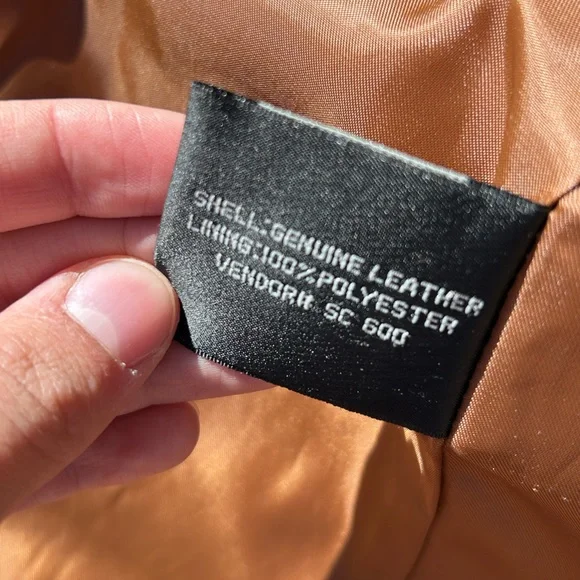 SHELL:GENUINE LEATHER
LINING:100%POLYESTER
VENDOR# SC 600